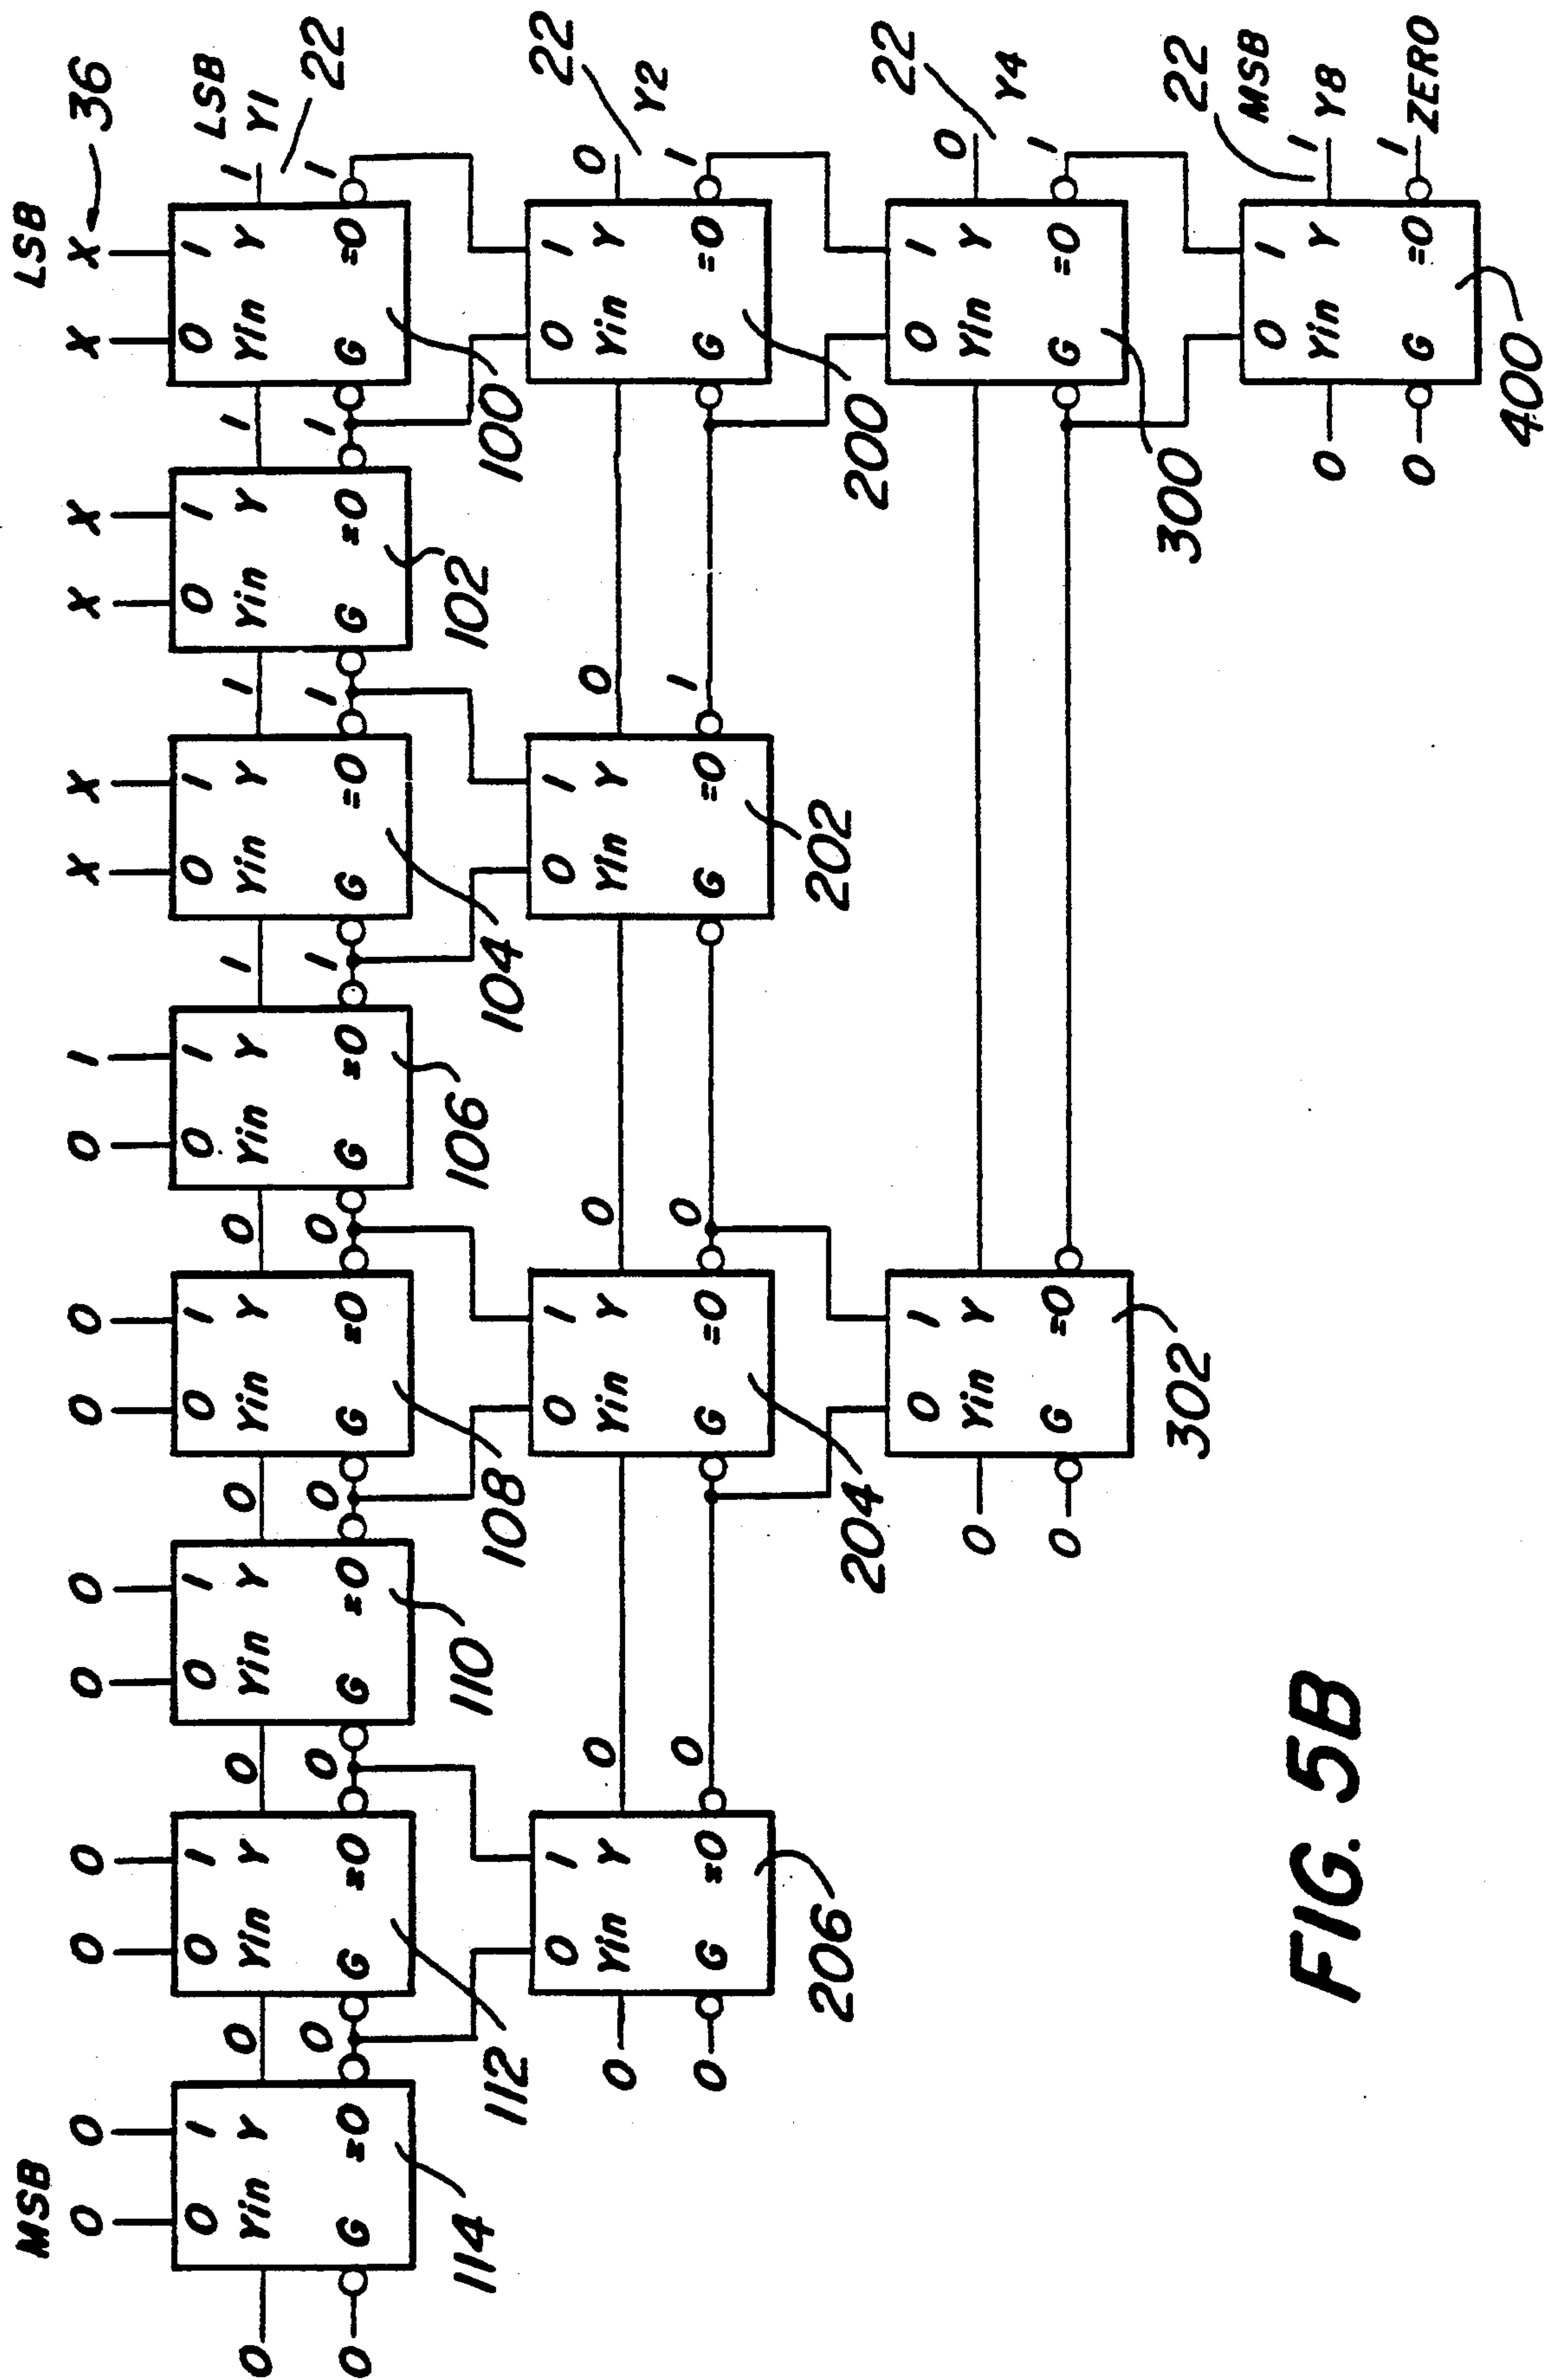 MSB LSB
0 0 0 0 0 0 0 0 0 1 X X X X X X 36
0 1 0 1 0 1 0 1 0 1 0 1 0 1 0 1 LSB
0 Yin Y 0 Yin Y 0 Yin Y 0 Yin Y 0 Yin Y 1 Yin Y 1 Yin Y 1 Yin Y 1 Y1
0 G =0 0 G =0 0 G =0 0 G =0 0 G =0 1 G =0 1 G =0 1 G =0 1 22
114 112 110 108 106 104 102 100
0 1 0 1 0 1 0 1 22
0 Yin Y 0 Yin Y 0 Yin Y 0 Yin Y 0 Y2
0 G =0 0 G =0 0 G =0 1 G =0 1
206 204 202 200
0 1 0 1 22
0 Yin Y Yin Y 0 Y4
0 G =0 G =0 1
302 300
0 1 22 MSB
0 Yin Y 1 Y8
0 G =0 1 ZERO
400
FIG. 5B